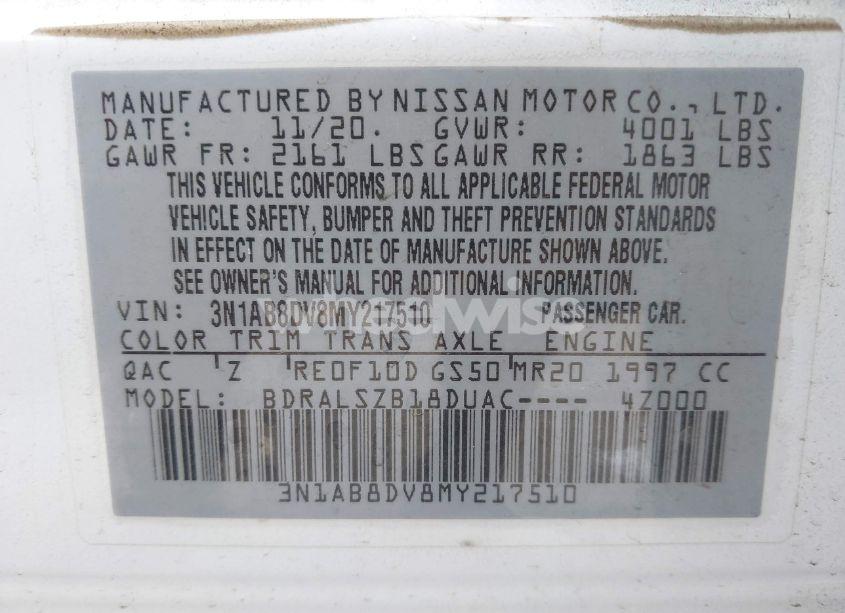 MANUFACTURED BY NISSAN MOTOR CO., LTD.
DATE: 11/20. GVWR: 4001 LBS
GAWR FR: 2161 LBS GAWR RR: 1863 LBS
THIS VEHICLE CONFORMS TO ALL APPLICABLE FEDERAL MOTOR
VEHICLE SAFETY, BUMPER AND THEFT PREVENTION STANDARDS
IN EFFECT ON THE DATE OF MANUFACTURE SHOWN ABOVE.
SEE OWNER'S MANUAL FOR ADDITIONAL INFORMATION.
VIN: 3N1AB8DV8MY217510 PASSENGER CAR.
COLOR TRIM TRANS AXLE ENGINE
QAC Z RE0F10D GS50 MR20 1997 CC
MODEL: BDRALSZB18DUAC---- 4Z000
3N1AB8DV8MY217510